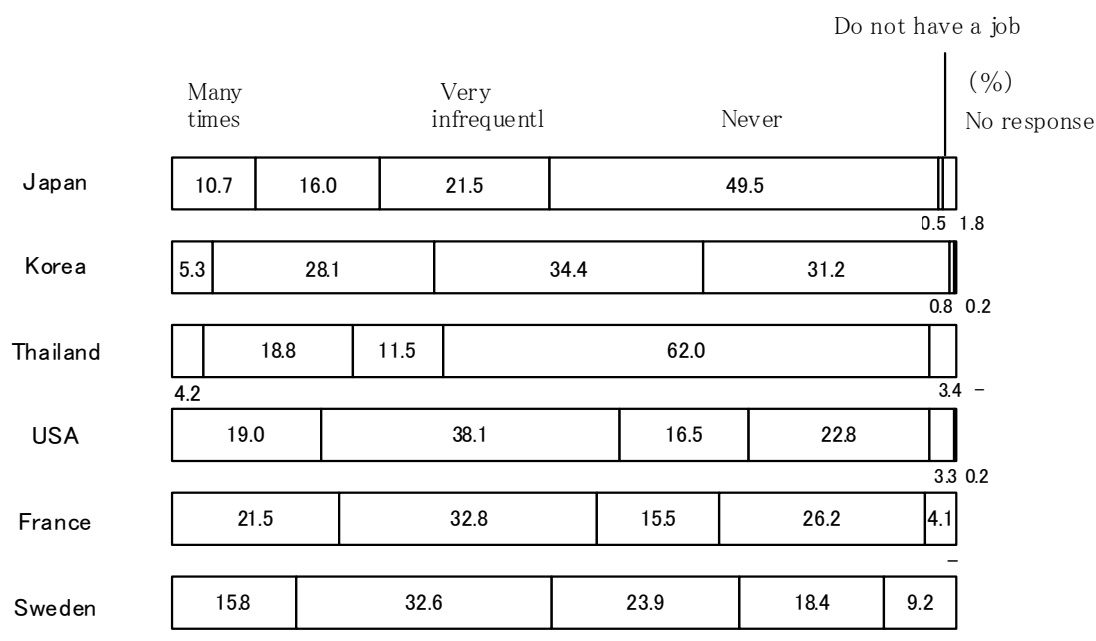 Do not have a job
(%)
Many times
Very infrequentl
Never
No response
Japan 10.7 16.0 21.5 49.5
0.5 1.8
Korea 5.3 28.1 34.4 31.2
0.8 0.2
Thailand 18.8 11.5 62.0
4.2 3.4 –
USA 19.0 38.1 16.5 22.8
3.3 0.2
France 21.5 32.8 15.5 26.2 4.1
–
Sweden 15.8 32.6 23.9 18.4 9.2